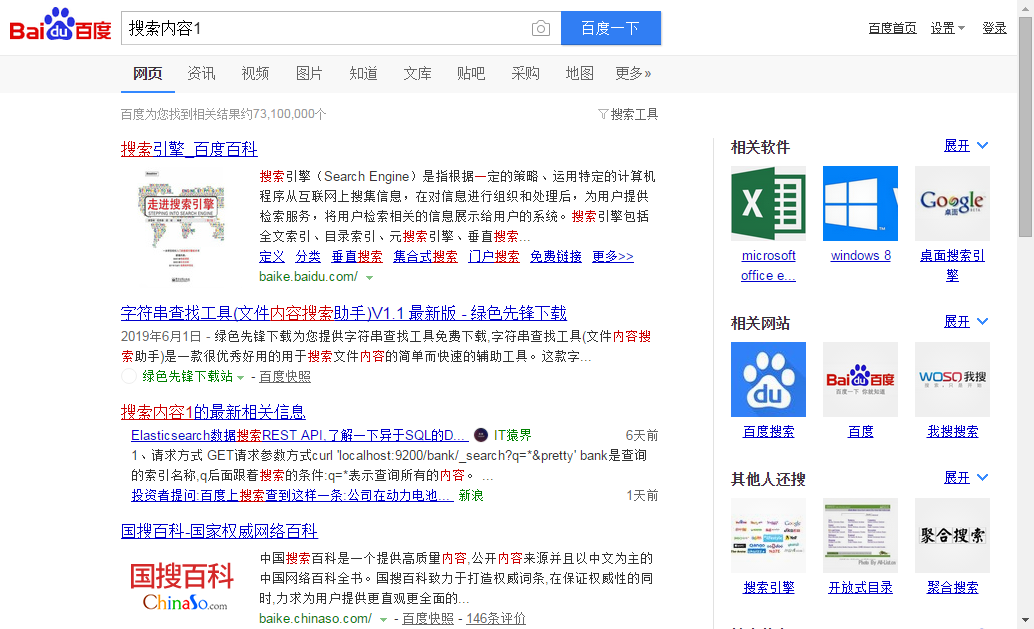 Bai du 百度 搜索内容1 百度一下 百度首页 设置 登录
网页 资讯 视频 图片 知道 文库 贴吧 采购 地图 更多»
百度为您找到相关结果约73,100,000个 搜索工具
搜索引擎_百度百科
走进搜索引擎
STEPPING INTO SEARCH ENGINE
搜索引擎（Search Engine）是指根据一定的策略、运用特定的计算机
程序从互联网上搜集信息，在对信息进行组织和处理后，为用户提供
检索服务，将用户检索相关的信息展示给用户的系统。搜索引擎包括
全文索引、目录索引、元搜索引擎、垂直搜索...
定义 分类 垂直搜索 集合式搜索 门户搜索 免费链接 更多>>
baike.baidu.com/
字符串查找工具(文件内容搜索助手)V1.1 最新版 - 绿色先锋下载
2019年6月1日 - 绿色先锋下载为您提供字符串查找工具免费下载,字符串查找工具(文件内容搜
索助手)是一款很优秀好用的用于搜索文件内容的简单而快速的辅助工具。这款字...
绿色先锋下载站 - 百度快照
搜索内容1的最新相关信息
Elasticsearch数据搜索REST API,了解一下异于SQL的D... IT猿界 6天前
1、请求方式 GET请求参数方式curl 'localhost:9200/bank/_search?q=*&pretty' bank是查询
的索引名称,q后面跟着搜索的条件:q=*表示查询所有的内容。 ...
投资者提问:百度上搜索查到这样一条:公司在动力电池... 新浪 1天前
国搜百科-国家权威网络百科
国搜百科
ChinaSo.com
中国搜索百科是一个提供高质量内容,公开内容来源并且以中文为主的
中国网络百科全书。国搜百科致力于打造权威词条,在保证权威性的同
时,力求为用户提供更直观更全面的...
baike.chinaso.com/ - 百度快照 - 146条评价
相关软件 展开
Google
桌面
microsoft
office e...
windows 8
桌面搜索引
擎
相关网站 展开
du
Bai du 百度
百度一下 你就知道
WOSO 我搜
百度搜索 百度 我搜搜索
其他人还搜 展开
聚合搜索
搜索引擎 开放式目录 聚合搜索